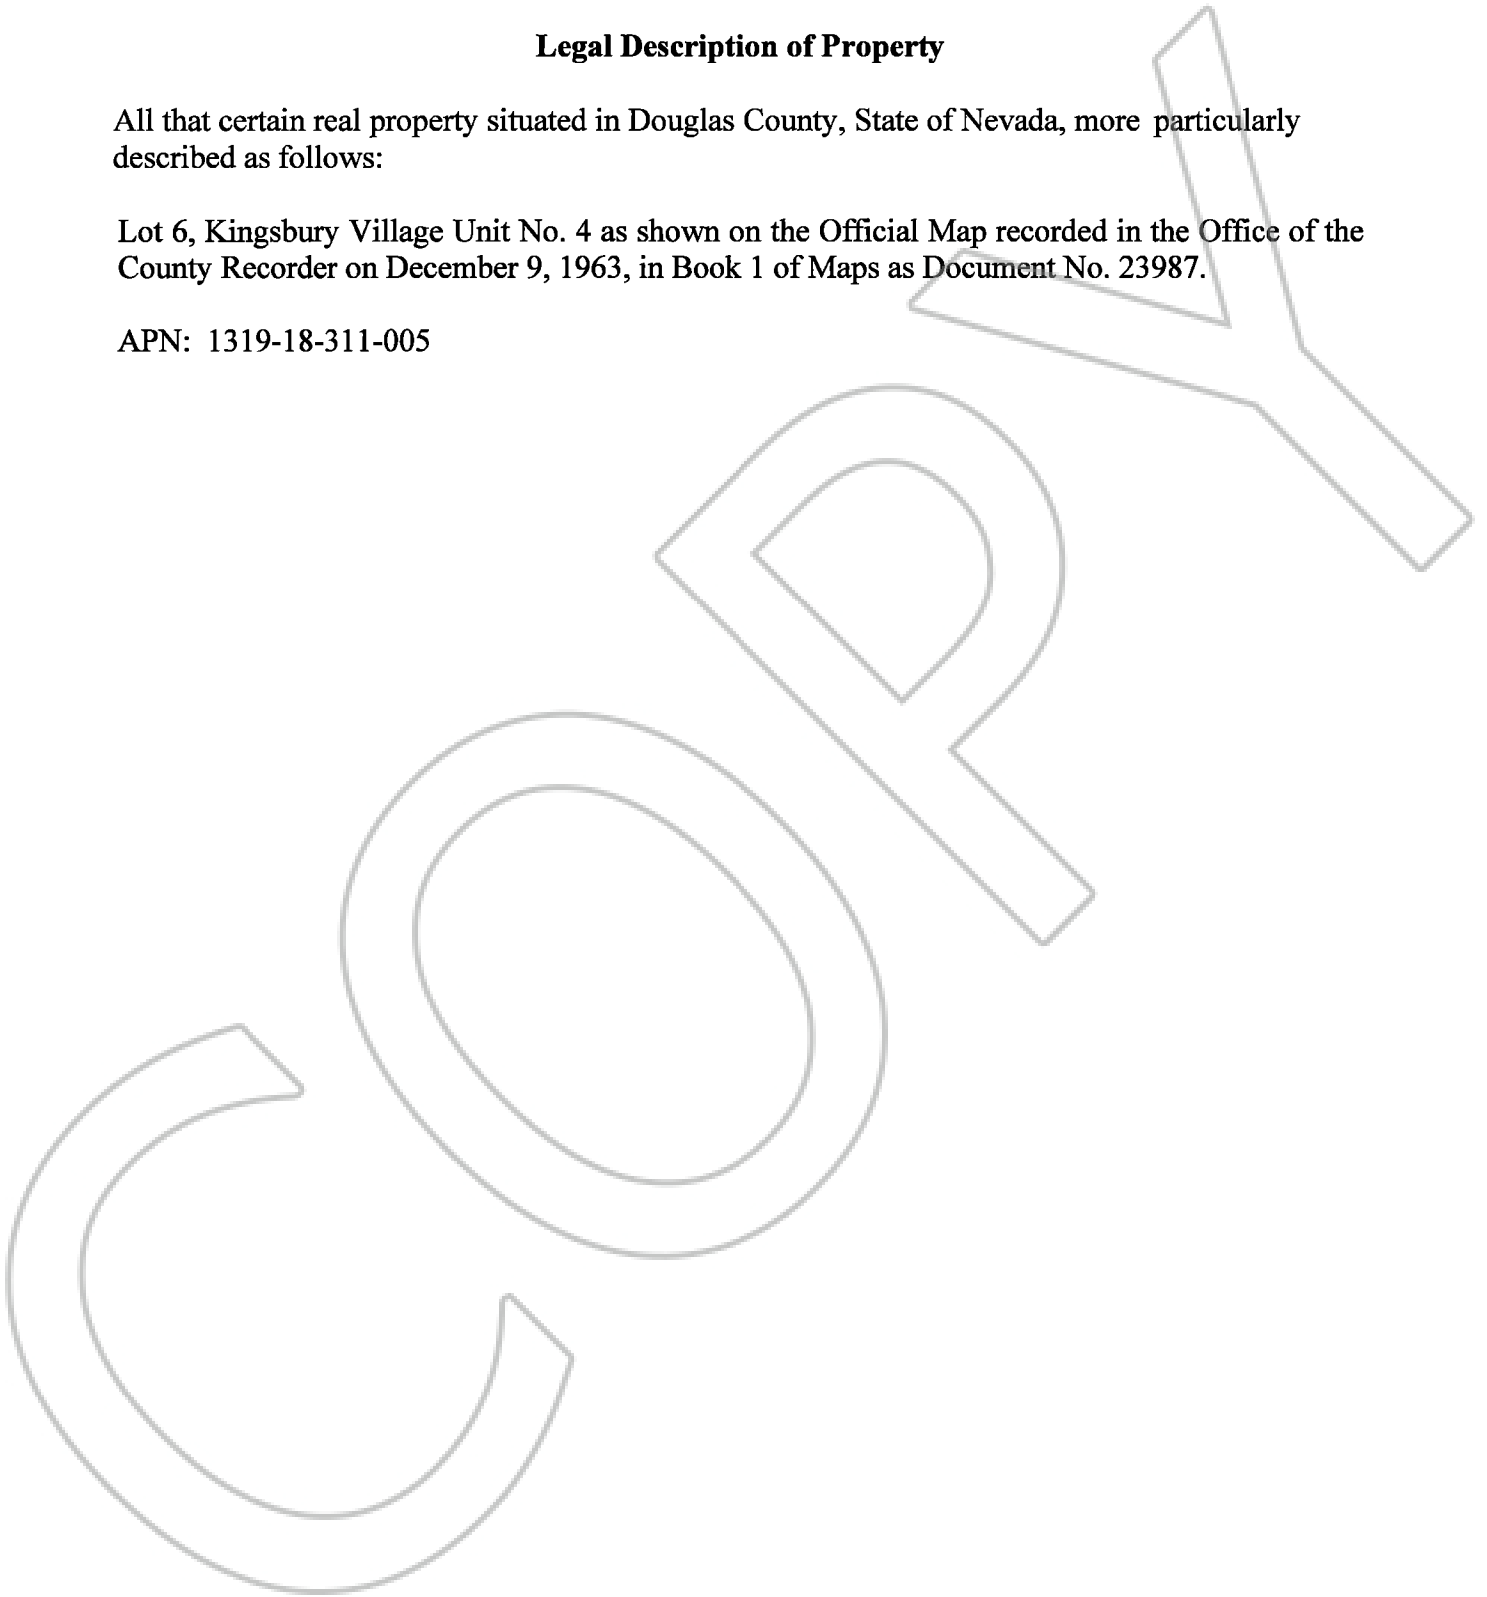 Legal Description of Property
All that certain real property situated in Douglas County, State of Nevada, more particularly
described as follows:
Lot 6, Kingsbury Village Unit No. 4 as shown on the Official Map recorded in the Office of the
County Recorder on December 9, 1963, in Book 1 of Maps as Document No. 23987.
APN: 1319-18-311-005
COPY